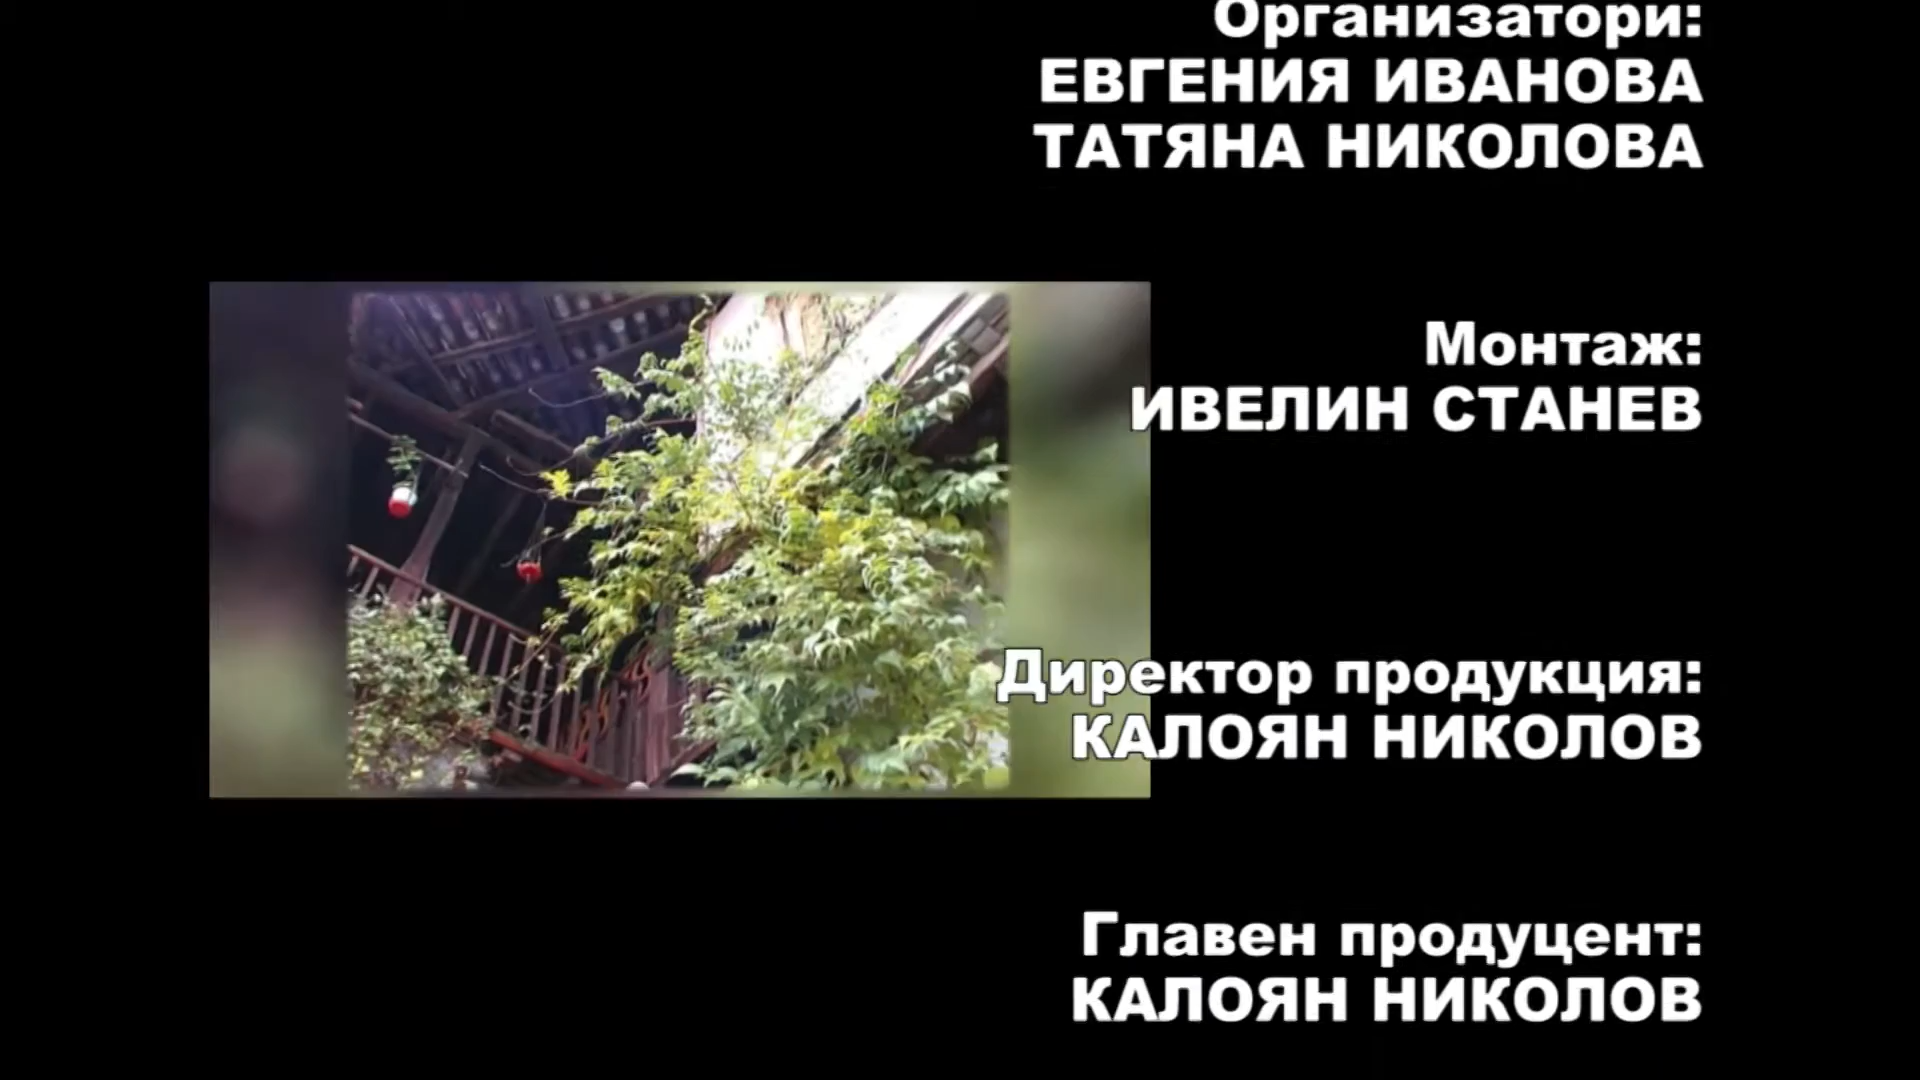 Организатори:
ЕВГЕНИЯ ИВАНОВА
ТАТЯНА НИКОЛОВА
Монтаж:
ИВЕЛИН СТАНЕВ
Директор продукция:
КАЛОЯН НИКОЛОВ
Главен продуцент:
КАЛОЯН НИКОЛОВ